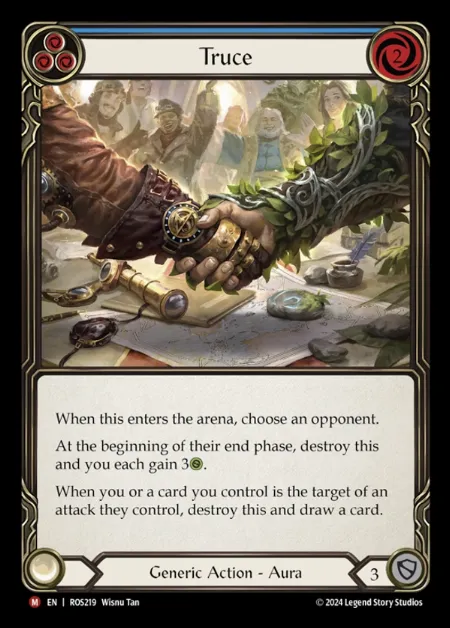 Truce
2
When this enters the arena, choose an opponent.
At the beginning of their end phase, destroy this
and you each gain 3.
When you or a card you control is the target of an
attack they control, destroy this and draw a card.
Generic Action - Aura
3
M EN | ROS219 Wisnu Tan
© 2024 Legend Story Studios